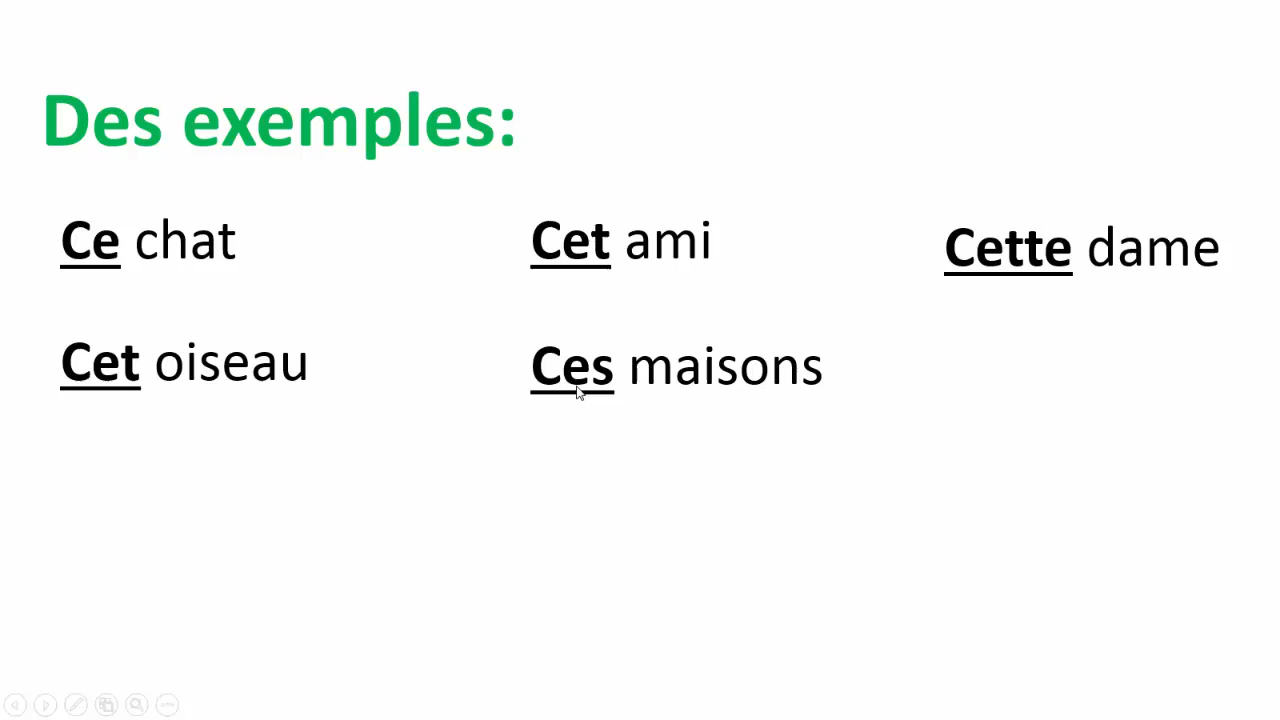 Des exemples:
Ce chat
Cet ami
Cette dame
Cet oiseau
Ces maisons